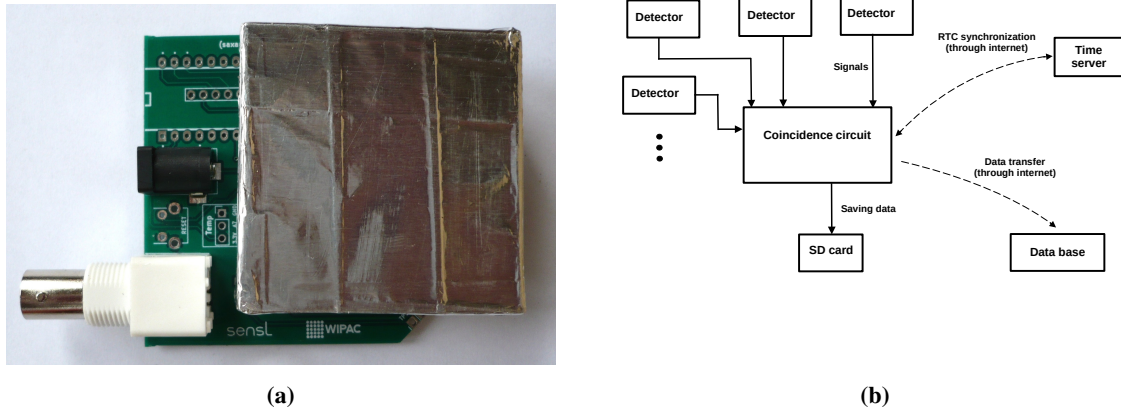 RESET
Temp
sensL
WIPAC
(a)
Detector
Detector
Detector
Detector
Signals
RTC synchronization
(through internet)
Time
server
Coincidence circuit
Data transfer
(through internet)
Saving data
SD card
Data base
(b)